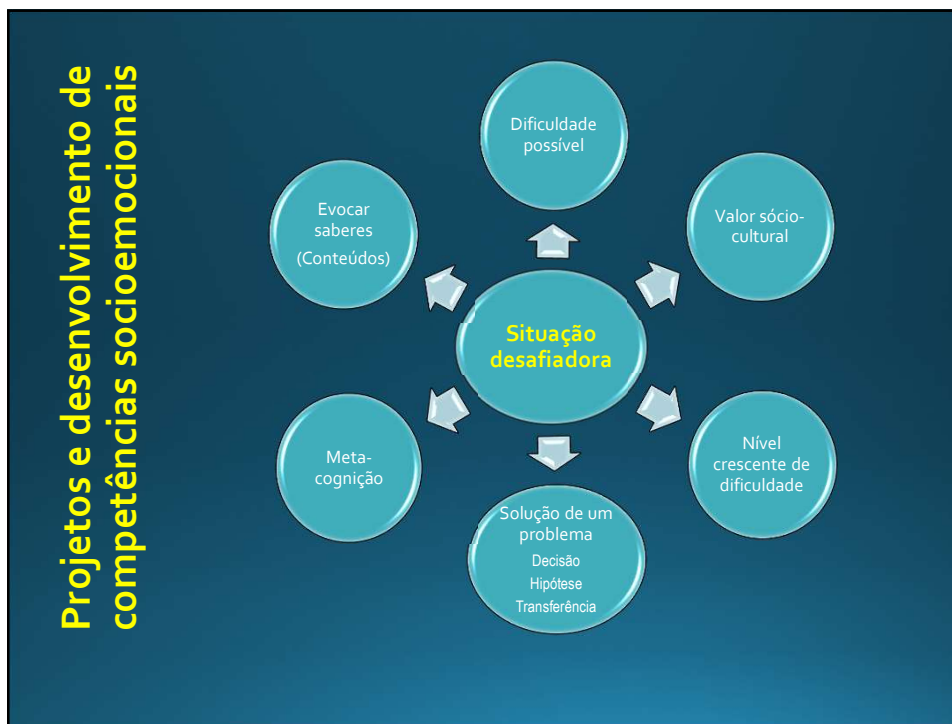 Projetos e desenvolvimento de
competências socioemocionais
Dificuldade
possível
Valor sócio-
cultural
Nível
crescente de
dificuldade
Solução de um
problema
Decisão
Hipótese
Transferência
Meta-
cognição
Evocar
saberes
(Conteúdos)
Situação
desafiadora